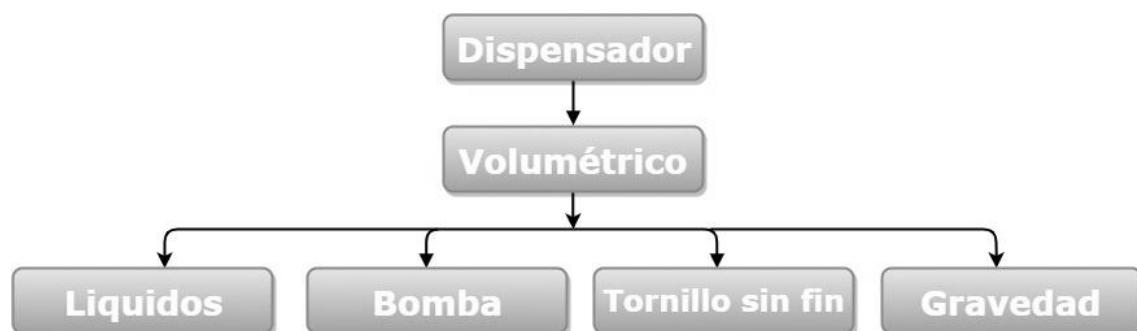 Dispensador
Volumétrico
Liquidos
Bomba
Tornillo sin fin
Gravedad